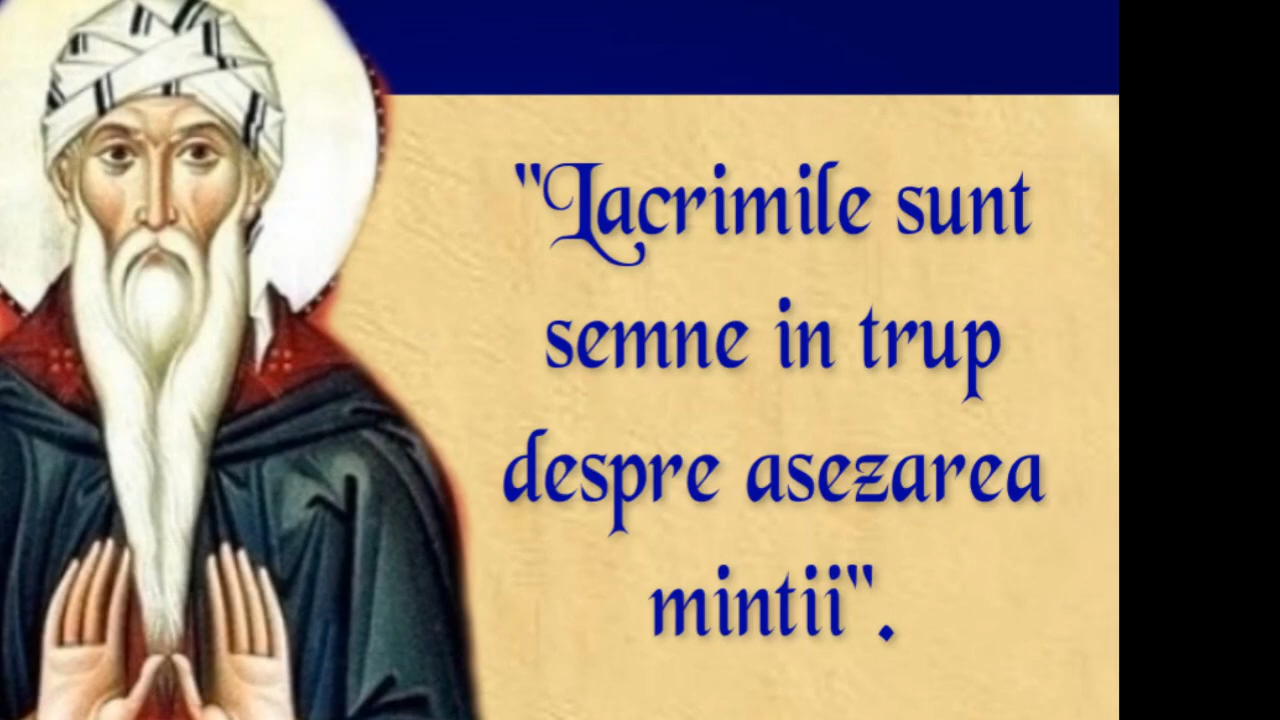 "Lacrimile sunt
semne in trup
despre asezarea
mintii".